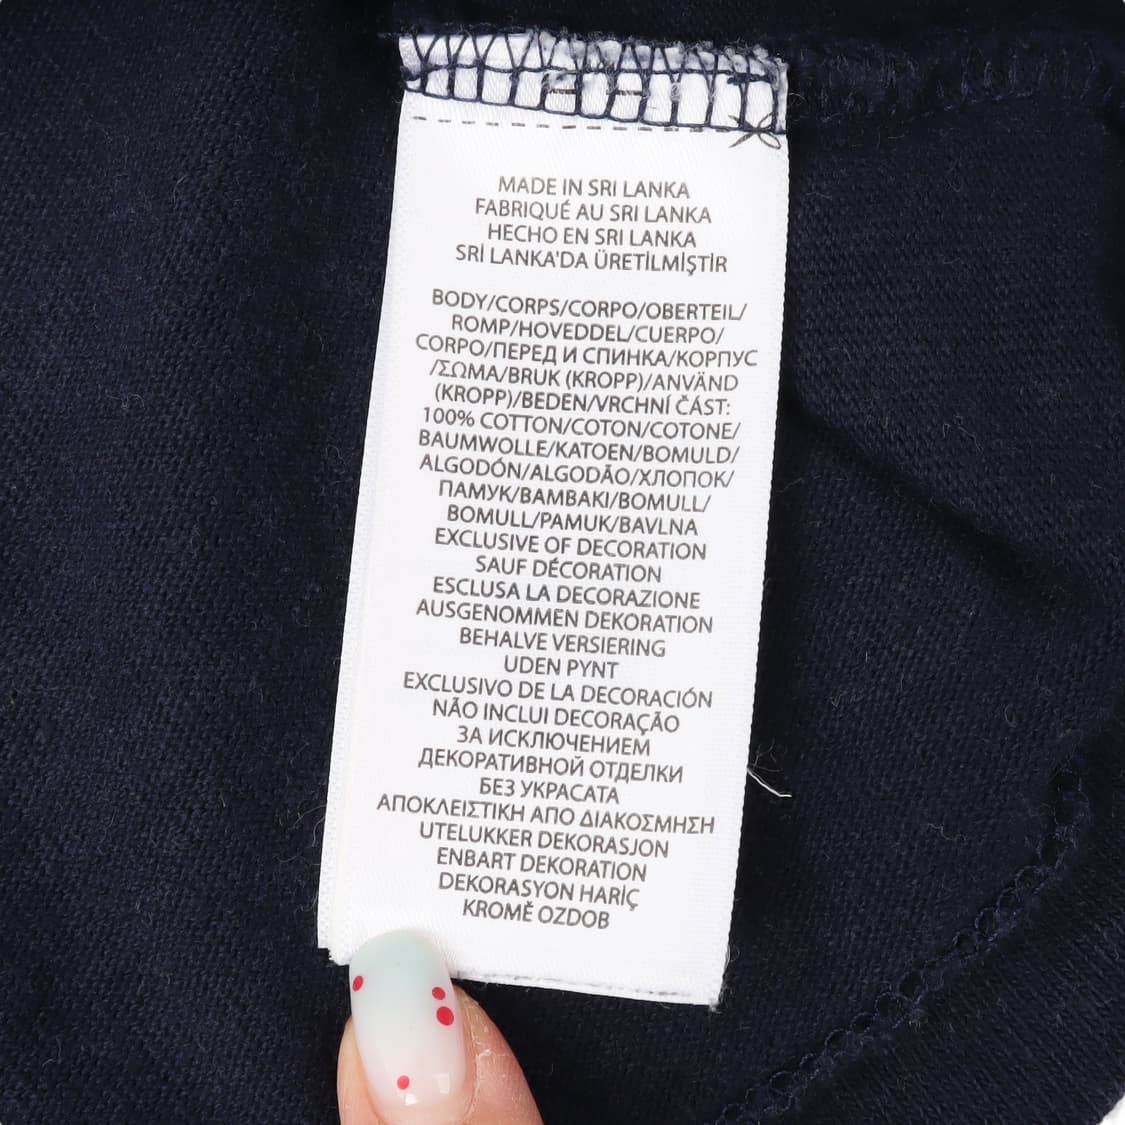 MADE IN SRI LANKA
FABRIQUÉ AU SRI LANKA
HECHO EN SRI LANKA
SRİ LANKA'DA ÜRETİLMİŞTİR
BODY/CORPS/CORPO/OBERTEIL/
ROMP/HOVEDDEL/CUERPO/
CORPO/ПЕРЕД И СПИНКА/КОРПУС
/ΣΩΜΑ/BRUK (KROPP)/ANVÄND
(KROPP)/BEDEN/VRCHNÍ ČÁST:
100% COTTON/COTON/COTONE/
BAUMWOLLE/KATOEN/BOMULD/
ALGODÓN/ALGODÃO/ХЛОПОК/
ПАМУК/ΒΑΜΒΑΚΙ/BOMULL/
BOMULL/PAMUK/BAVLNA
EXCLUSIVE OF DECORATION
SAUF DÉCORATION
ESCLUSA LA DECORAZIONE
AUSGENOMMEN DEKORATION
BEHALVE VERSIERING
UDEN PYNT
EXCLUSIVO DE LA DECORACIÓN
NÃO INCLUI DECORAÇÃO
ЗА ИСКЛЮЧЕНИЕМ
ДЕКОРАТИВНОЙ ОТДЕЛКИ
БЕЗ УКРАСАТА
ΑΠΟΚΛΕΙΣΤΙΚΗ ΑΠΟ ΔΙΑΚΟΣΜΗΣΗ
UTELUKKER DEKORASJON
ENBART DEKORATION
DEKORASYON HARİÇ
KROMĚ OZDOB